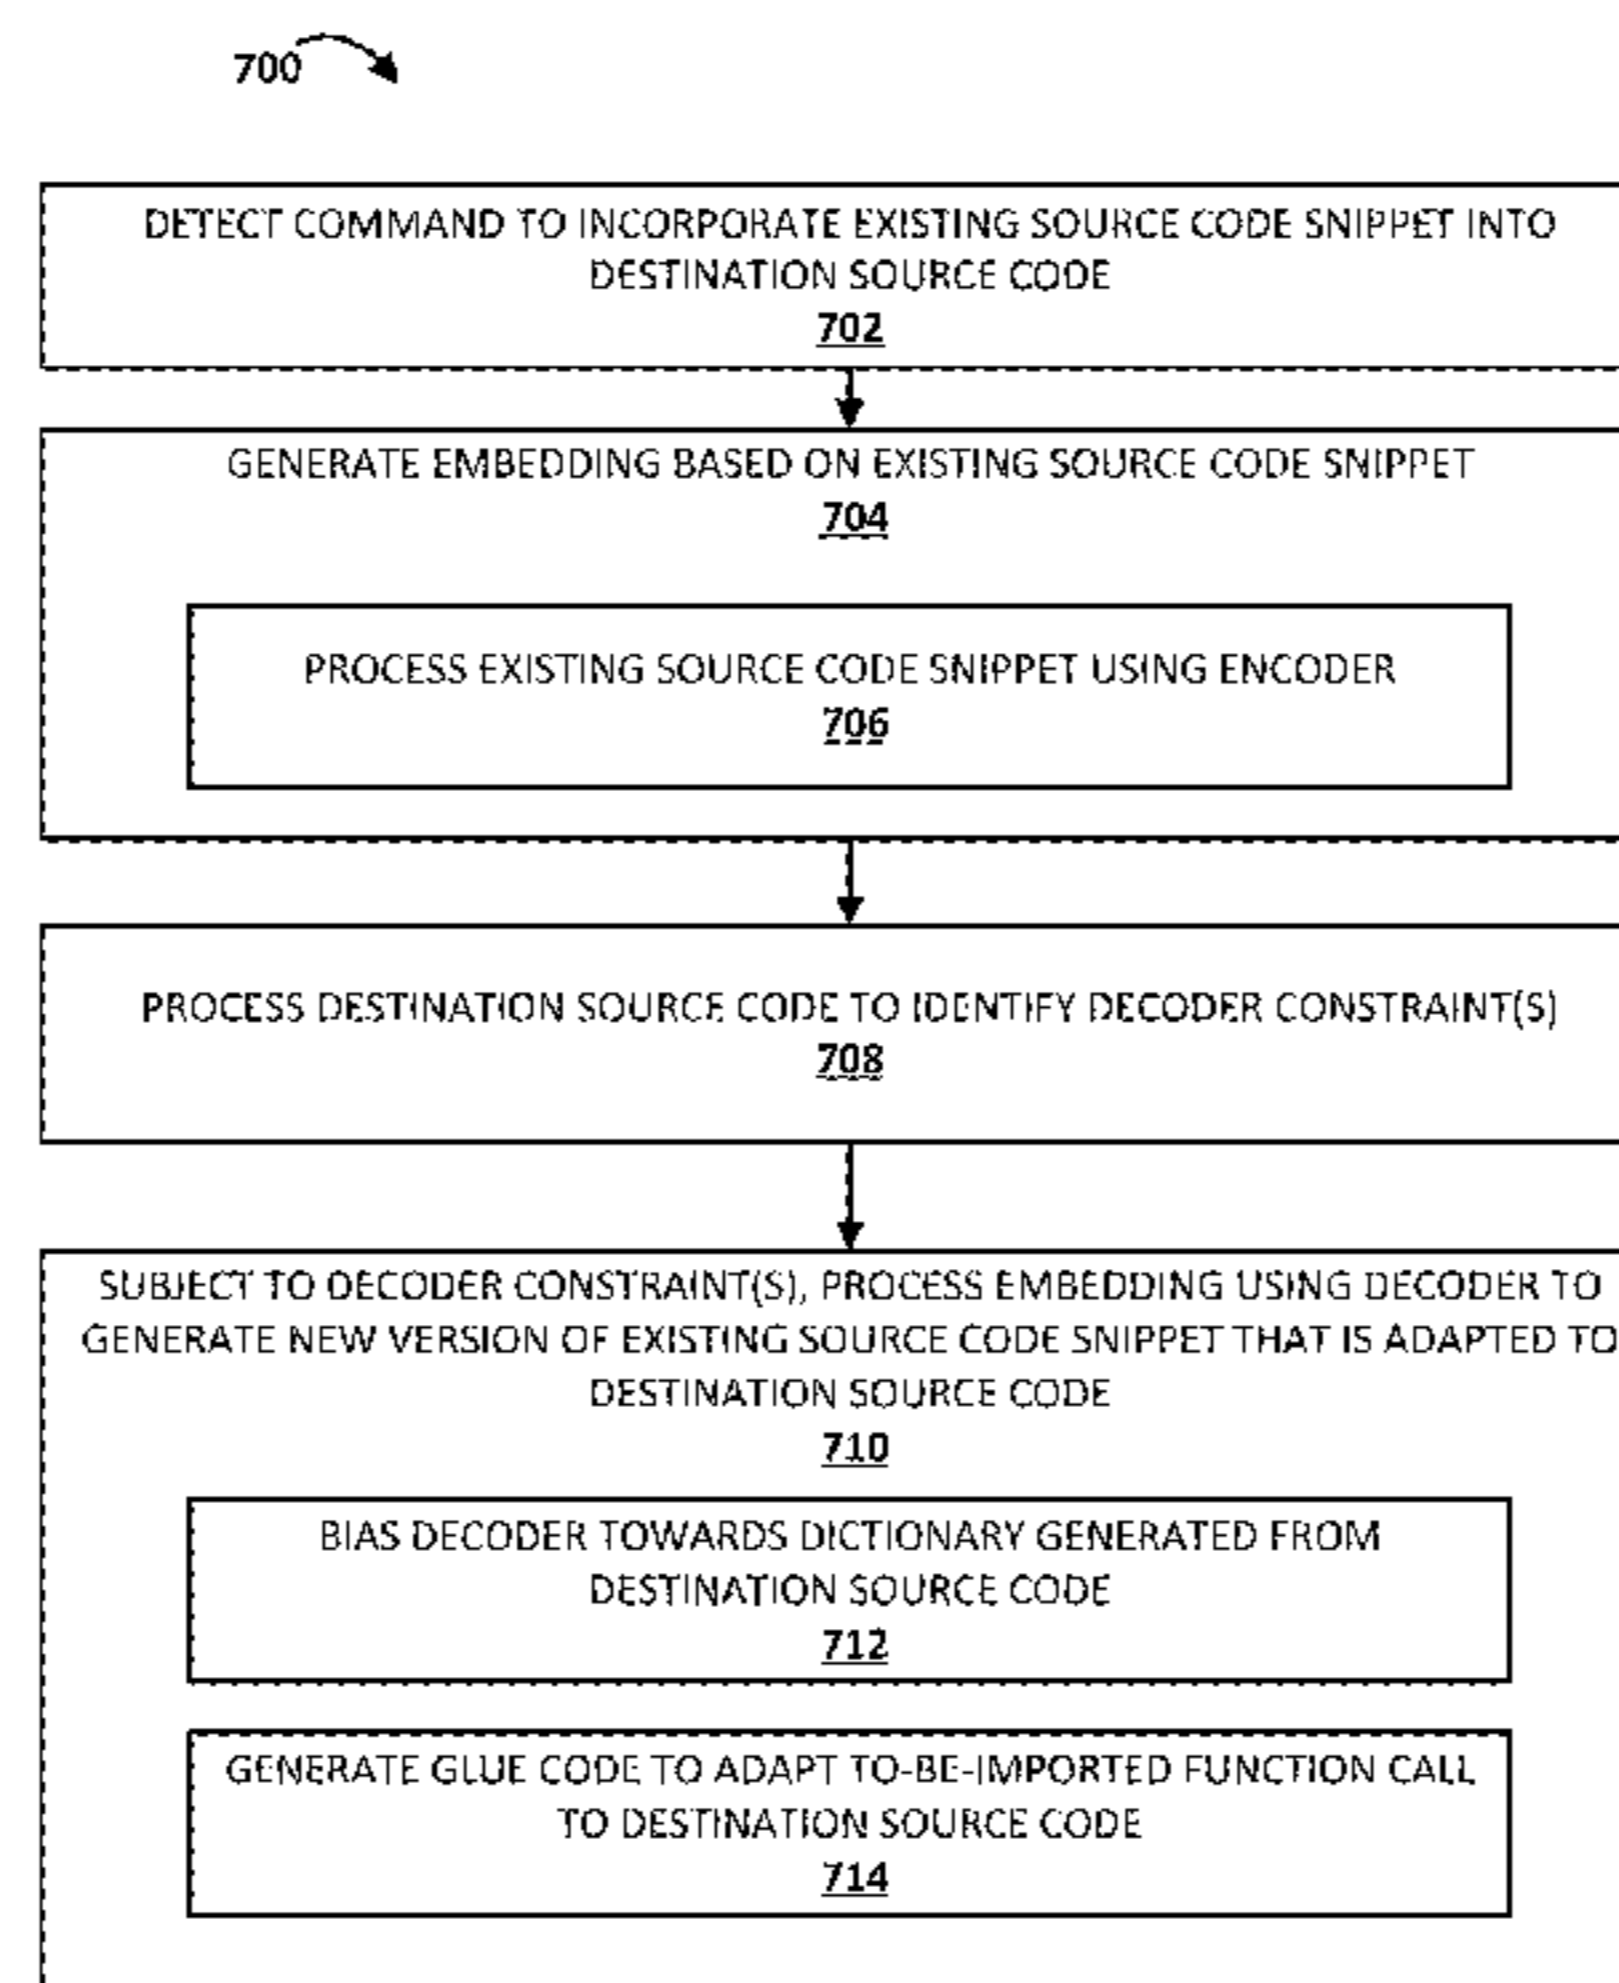 700
DETECT COMMAND TO INCORPORATE EXISTING SOURCE CODE SNIPPET INTO
DESTINATION SOURCE CODE
702
GENERATE EMBEDDING BASED ON EXISTING SOURCE CODE SNIPPET
704
PROCESS EXISTING SOURCE CODE SNIPPET USING ENCODER
706
PROCESS DESTINATION SOURCE CODE TO IDENTIFY DECODER CONSTRAINT(S)
708
SUBJECT TO DECODER CONSTRAINT(S), PROCESS EMBEDDING USING DECODER TO
GENERATE NEW VERSION OF EXISTING SOURCE CODE SNIPPET THAT IS ADAPTED TO
DESTINATION SOURCE CODE
710
BIAS DECODER TOWARDS DICTIONARY GENERATED FROM
DESTINATION SOURCE CODE
712
GENERATE GLUE CODE TO ADAPT TO-BE-IMPORTED FUNCTION CALL
TO DESTINATION SOURCE CODE
714